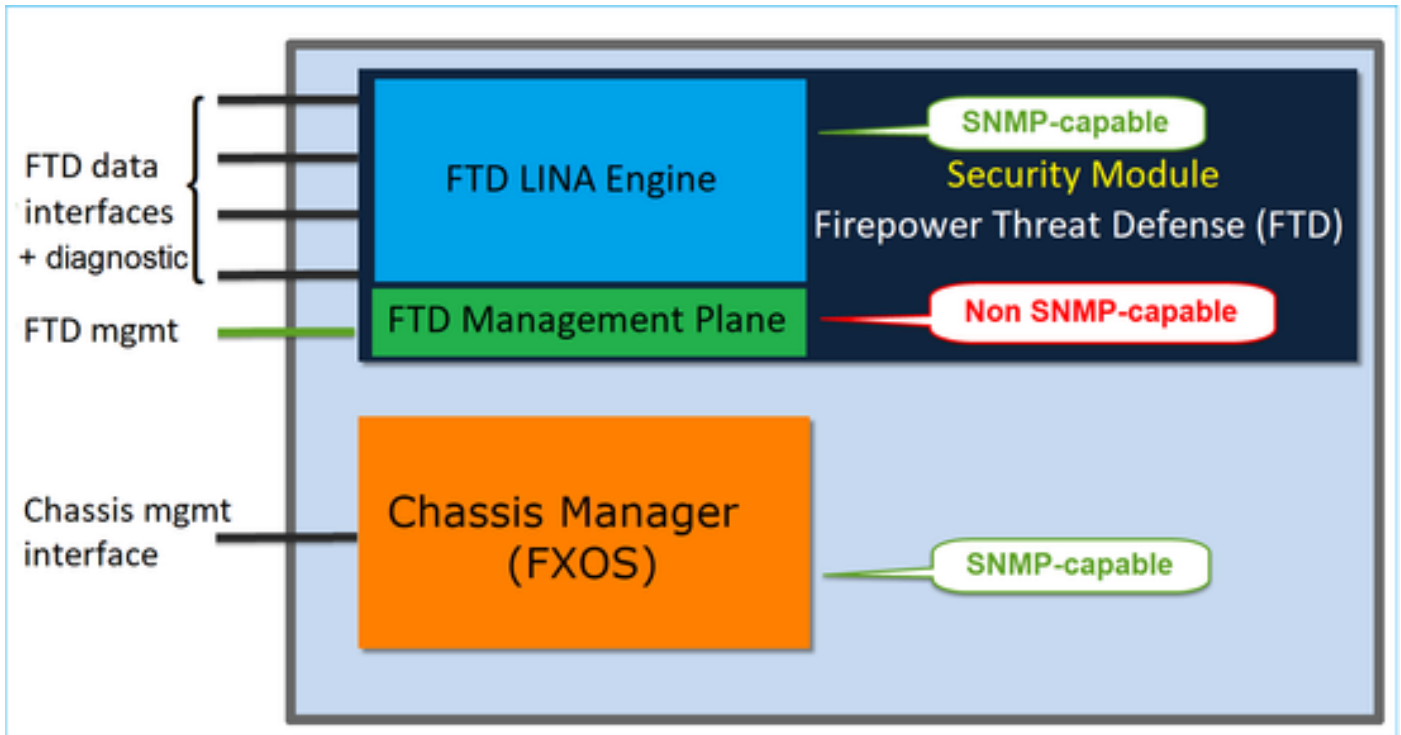 FTD data
interfaces
+ diagnostic
FTD mgmt
Chassis mgmt
interface
FTD LINA Engine
FTD Management Plane
SNMP-capable
Security Module
Firepower Threat Defense (FTD)
Non SNMP-capable
Chassis Manager
(FXOS)
SNMP-capable